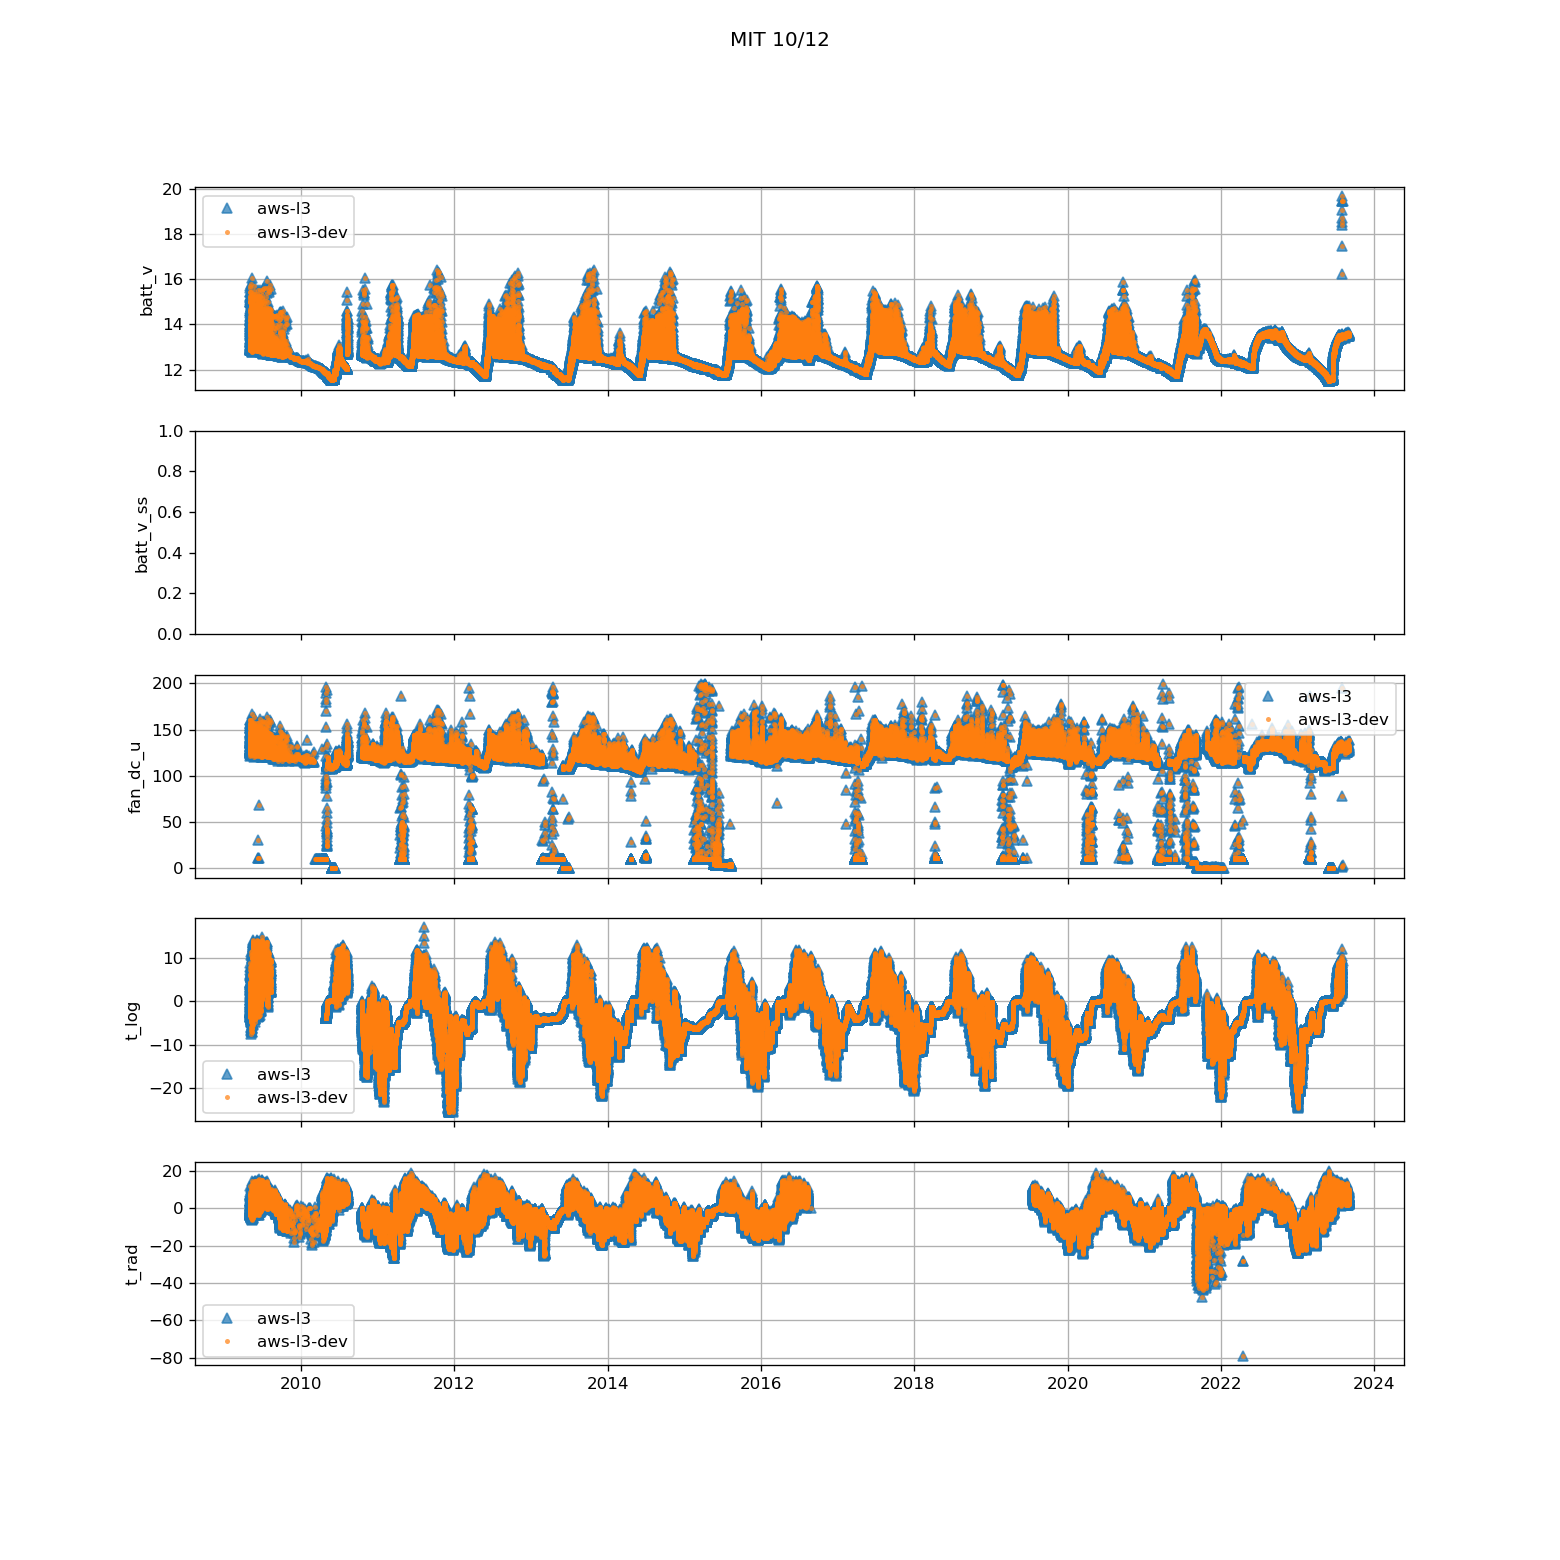 MIT 10/12
20
18
16
14
12
batt_v
aws-l3
aws-l3-dev
1.0
0.8
0.6
0.4
0.2
0.0
batt_v_ss
200
150
100
50
0
fan_dc_u
aws-l3
aws-l3-dev
10
0
−10
−20
t_log
aws-l3
aws-l3-dev
20
0
−20
−40
−60
−80
t_rad
aws-l3
aws-l3-dev
2010 2012 2014 2016 2018 2020 2022 2024